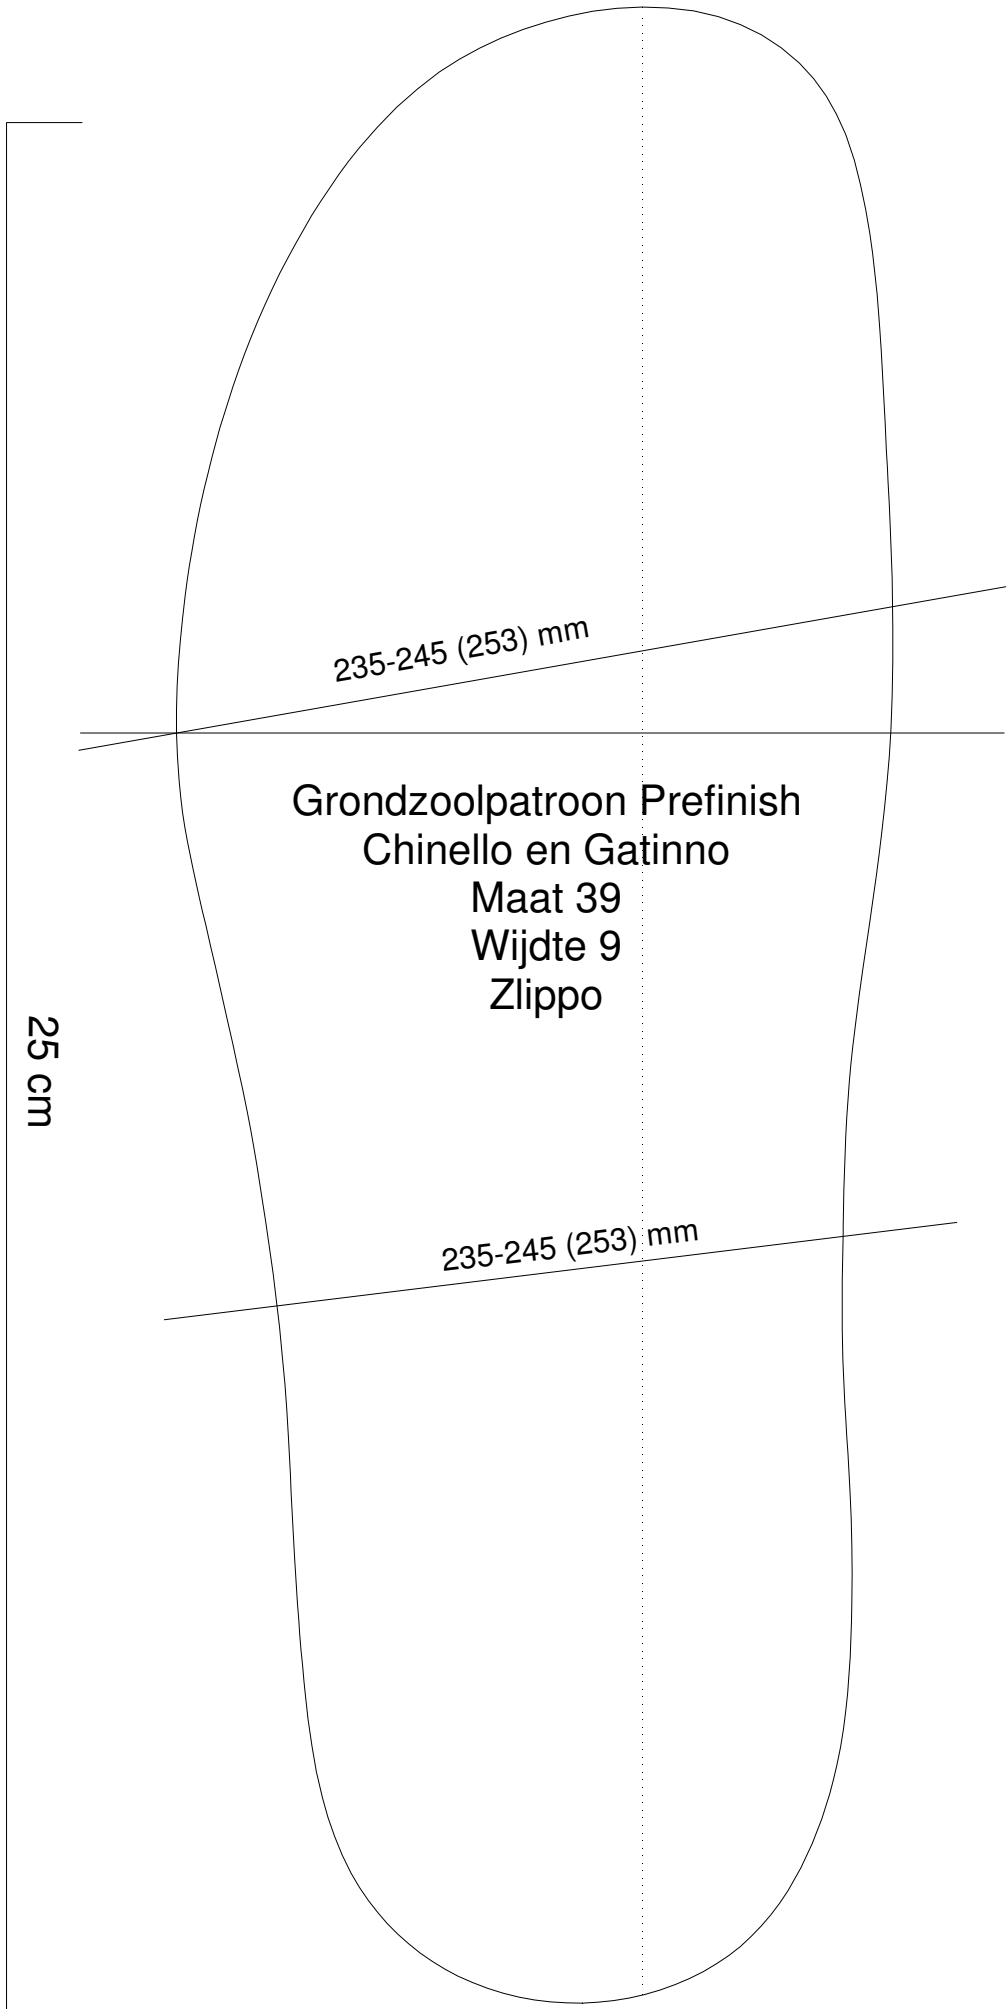 235-245 (253) mm
Grondzoolpatroon Prefinish
Chinello en Gatinno
Maat 39
Wijdte 9
Zlippo
25 cm
235-245 (253) mm